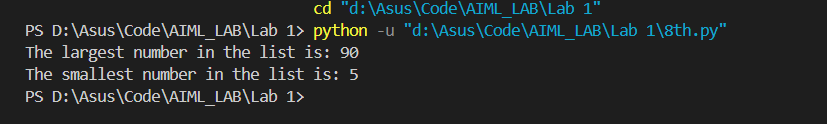 cd "d:\Asus\Code\AIML_LAB\Lab 1"
PS D:\Asus\Code\AIML_LAB\Lab 1> python -u "d:\Asus\Code\AIML_LAB\Lab 1\8th.py"
The largest number in the list is: 90
The smallest number in the list is: 5
PS D:\Asus\Code\AIML_LAB\Lab 1>